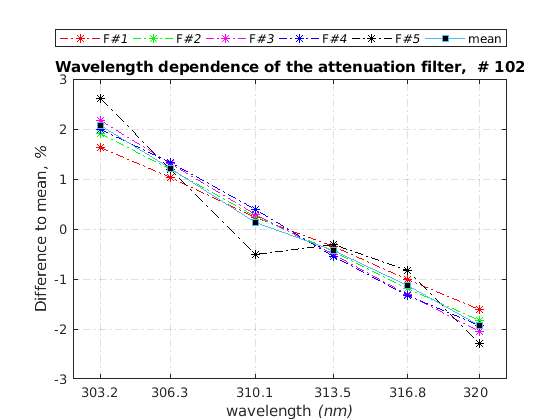 F#1 F#2 F#3 F#4 F#5 mean
Wavelength dependence of the attenuation filter, # 102
Difference to mean, %
3
2
1
0
-1
-2
-3
303.2 306.3 310.1 313.5 316.8 320
wavelength (nm)